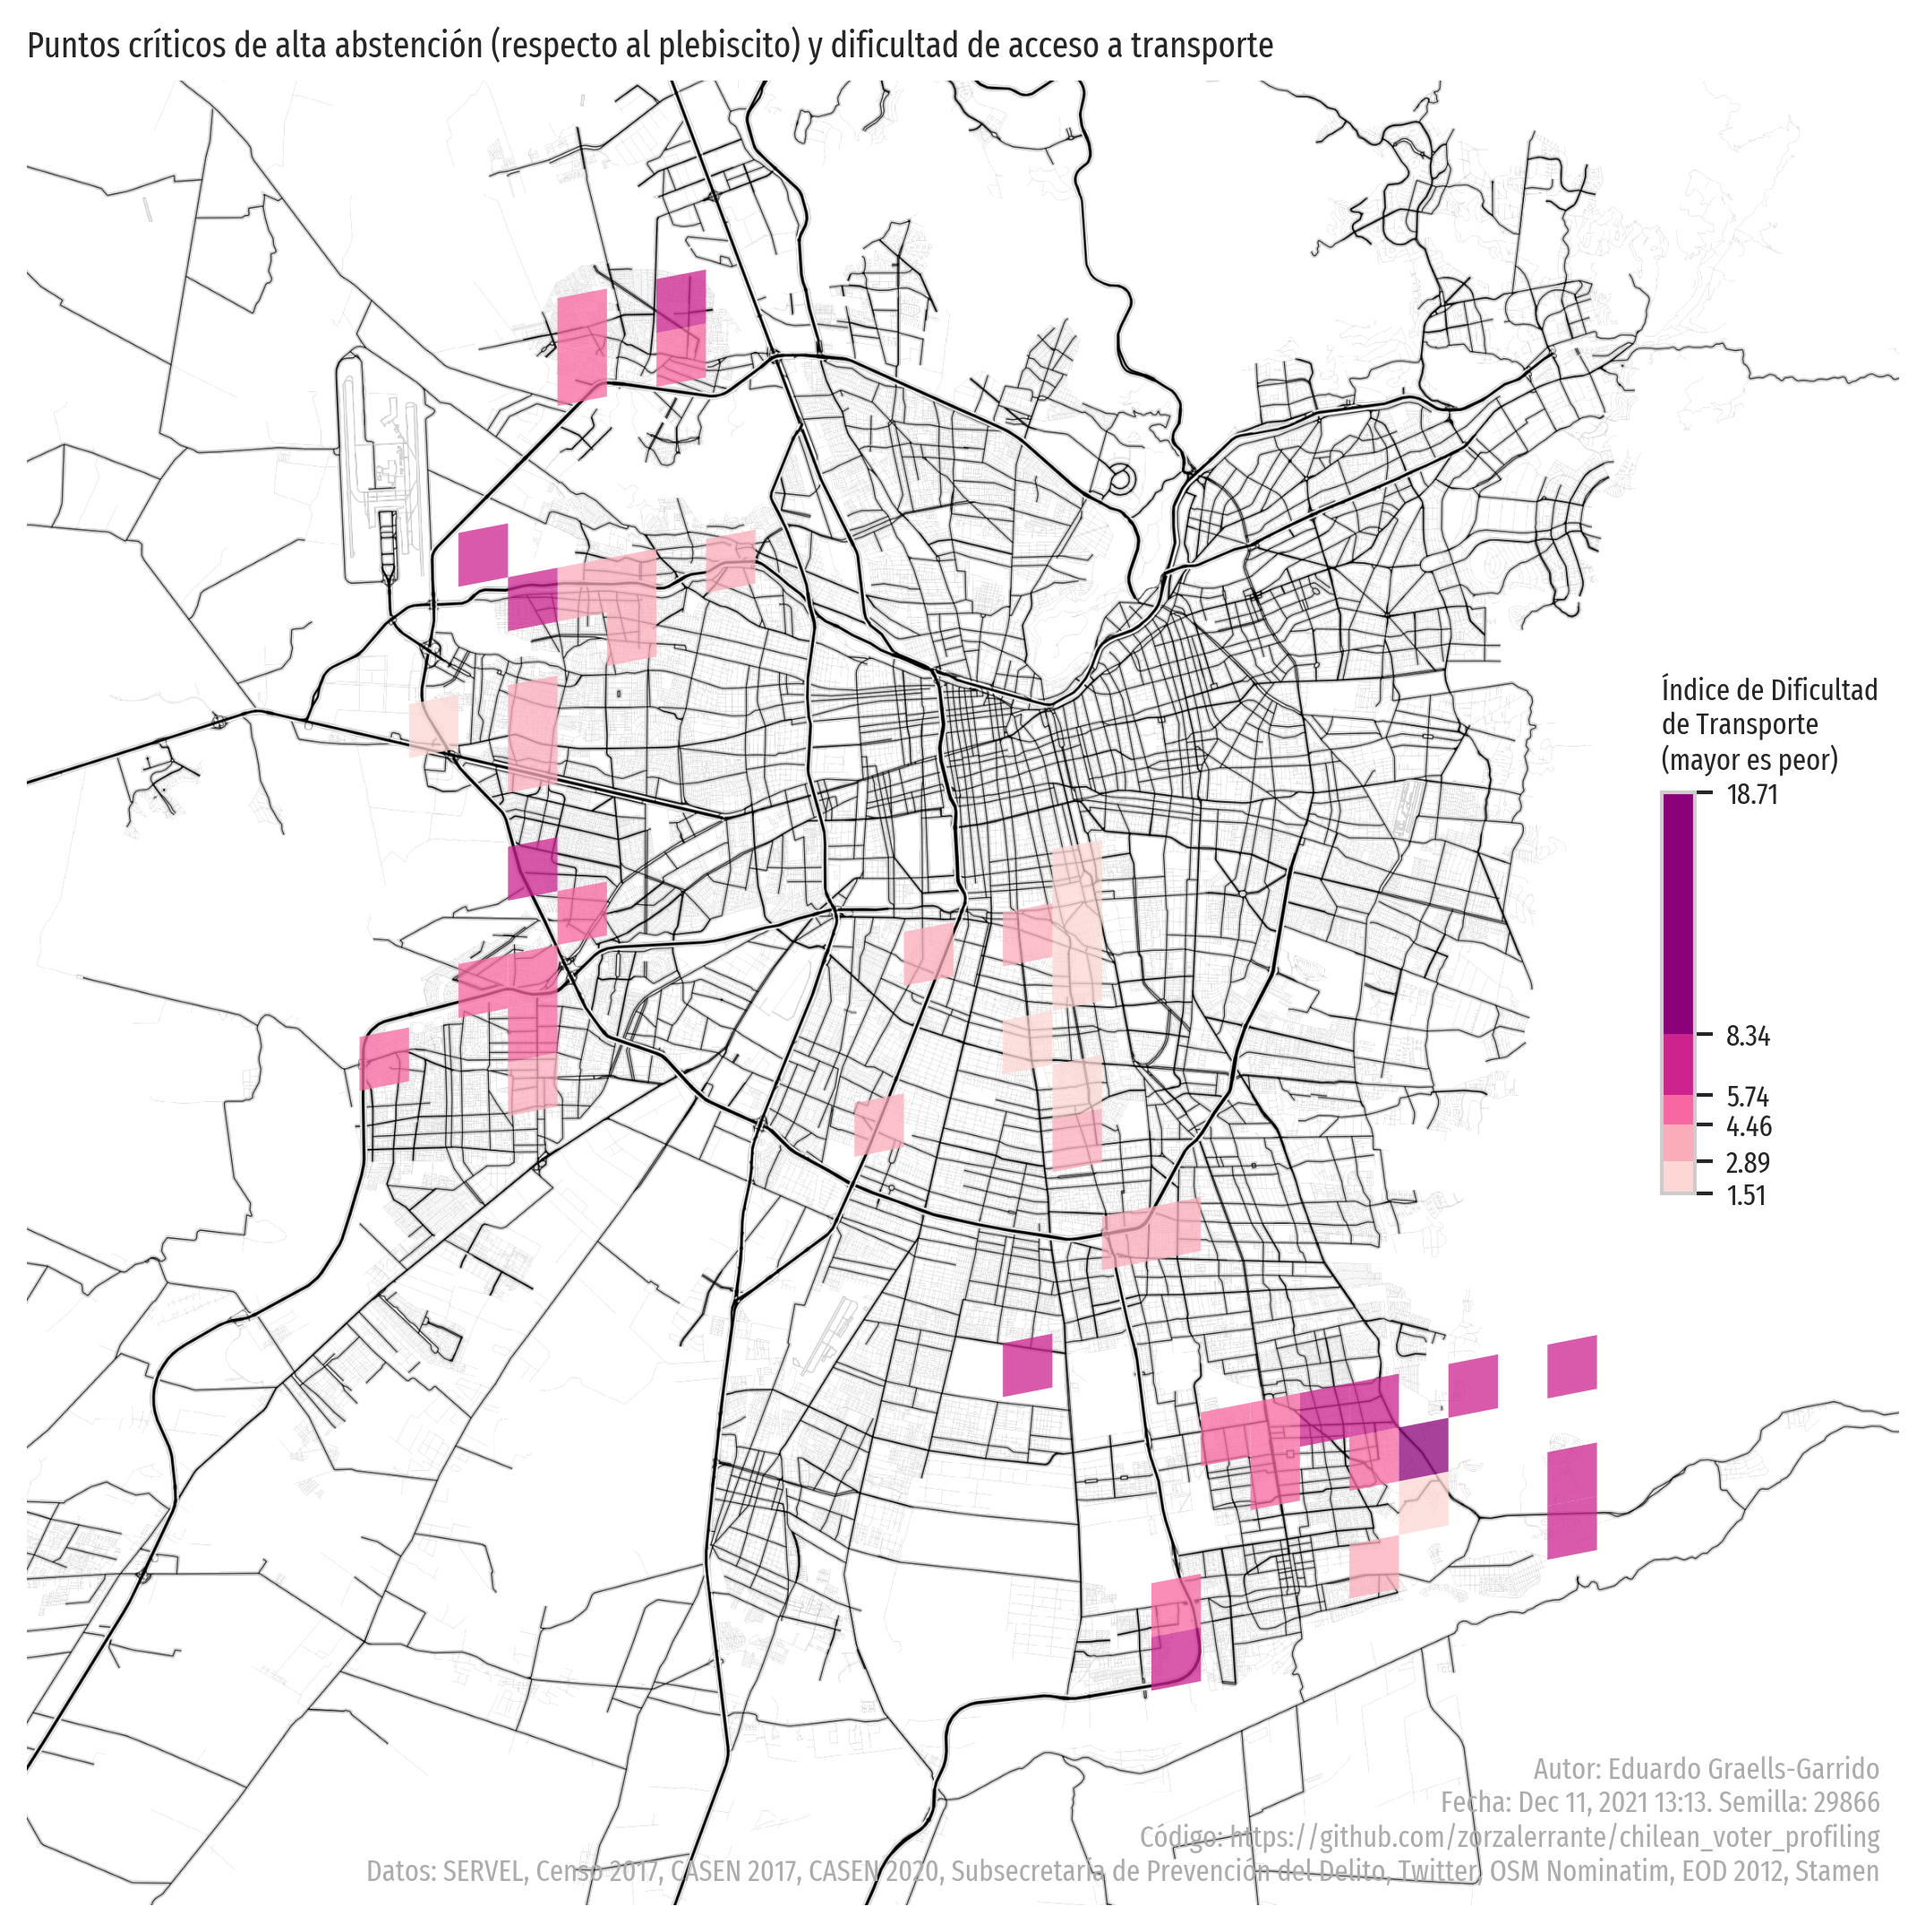 Puntos críticos de alta abstención (respecto al plebiscito) y dificultad de acceso a transporte
Índice de Dificultad
de Transporte
(mayor es peor)
18.71
8.34
5.74
4.46
2.89
1.51
Autor: Eduardo Graells-Garrido
Fecha: Dec 11, 2021 13:13. Semilla: 29866
Código: https://github.com/zorzalerrante/chilean_voter_profiling
Datos: SERVEL, Censo 2017, CASEN 2017, CASEN 2020, Subsecretaría de Prevención del Delito, Twitter, OSM Nominatim, EOD 2012, Stamen